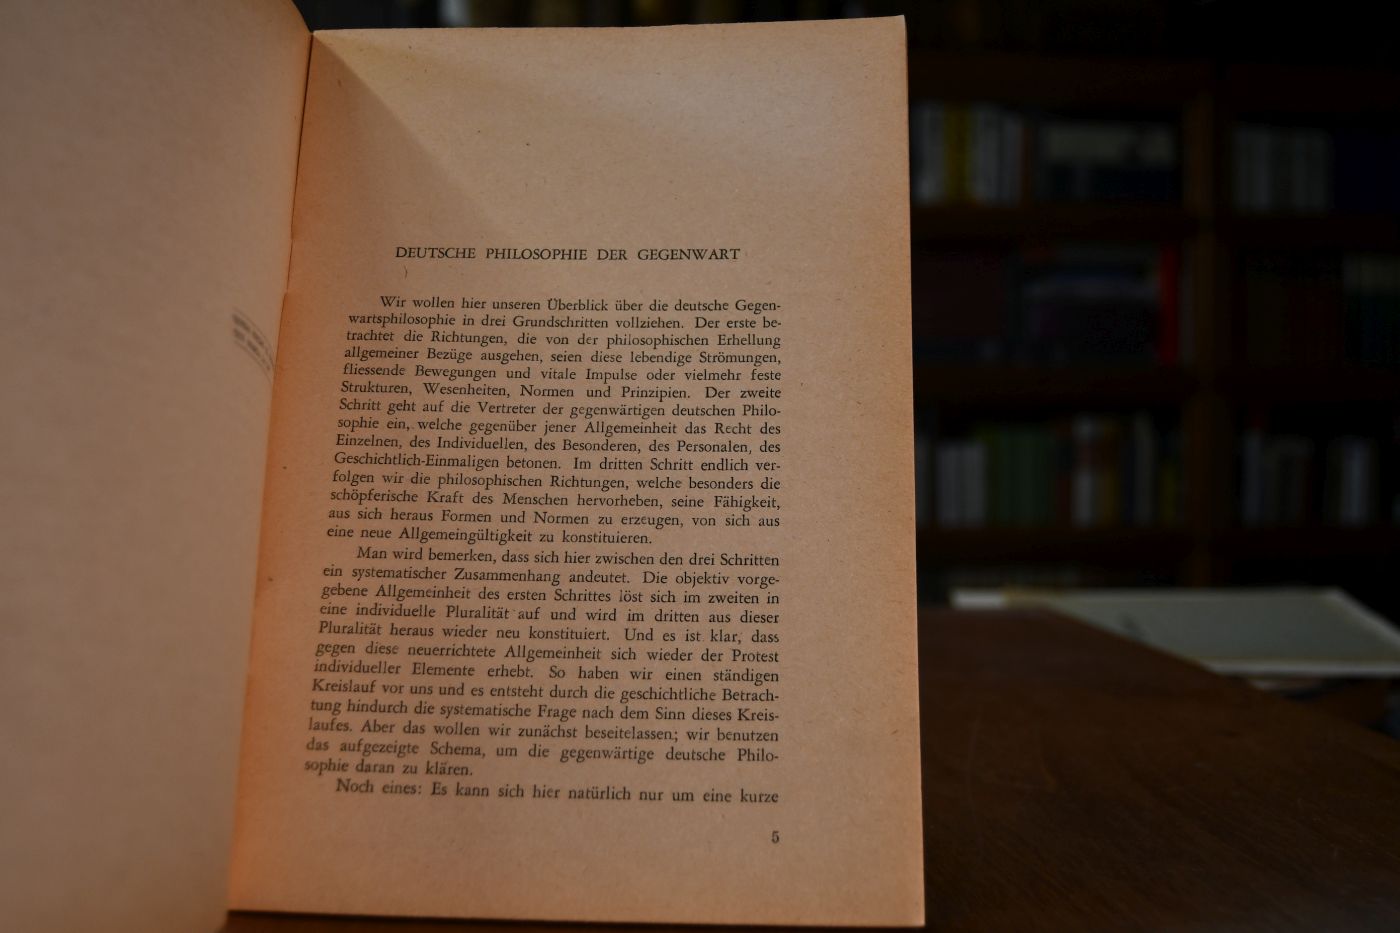 DEUTSCHE PHILOSOPHIE DER GEGENWART
Wir wollen hier unseren Überblick über die deutsche Gegen-
wartsphilosophie in drei Grundschritten vollziehen. Der erste be-
trachtet die Richtungen, die von der philosophischen Erhellung
allgemeiner Bezüge ausgehen, seien diese lebendige Strömungen,
fliessende Bewegungen und vitale Impulse oder vielmehr feste
Strukturen, Wesenheiten, Normen und Prinzipien. Der zweite
Schritt geht auf die Vertreter der gegenwärtigen deutschen Philo-
sophie ein, welche gegenüber jener Allgemeinheit das Recht des
Einzelnen, des Individuellen, des Besonderen, des Personalen, des
Geschichtlich-Einmaligen betonen. Im dritten Schritt endlich ver-
folgen wir die philosophischen Richtungen, welche besonders die
schöpferische Kraft des Menschen hervorheben, seine Fähigkeit,
aus sich heraus Formen und Normen zu erzeugen, von sich aus
eine neue Allgemeingültigkeit zu konstituieren.
Man wird bemerken, dass sich hier zwischen den drei Schritten
ein systematischer Zusammenhang andeutet. Die objektiv vorge-
gebene Allgemeinheit des ersten Schrittes löst sich im zweiten in
eine individuelle Pluralität auf und wird im dritten aus dieser
Pluralität heraus wieder neu konstituiert. Und es ist klar, dass
gegen diese neuerrichtete Allgemeinheit sich wieder der Protest
individueller Elemente erhebt. So haben wir einen ständigen
Kreislauf vor uns und es entsteht durch die geschichtliche Betrach-
tung hindurch die systematische Frage nach dem Sinn dieses Kreis-
laufes. Aber das wollen wir zunächst beseitelassen; wir benutzen
das aufgezeigte Schema, um die gegenwärtige deutsche Philo-
sophie daran zu klären.
Noch eines: Es kann sich hier natürlich nur um eine kurze
5